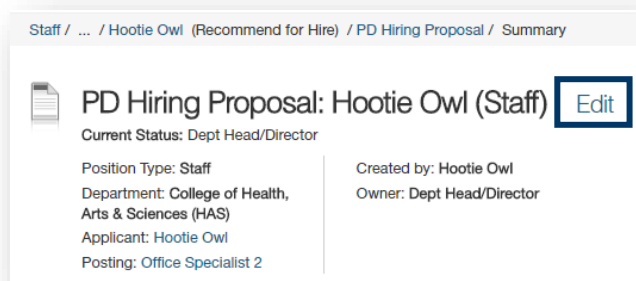 Staff / ... / Hootie Owl (Recommend for Hire) / PD Hiring Proposal / Summary
PD Hiring Proposal: Hootie Owl (Staff) Edit
Current Status: Dept Head/Director
Position Type: Staff
Department: College of Health,
Arts & Sciences (HAS)
Applicant: Hootie Owl
Posting: Office Specialist 2
Created by: Hootie Owl
Owner: Dept Head/Director